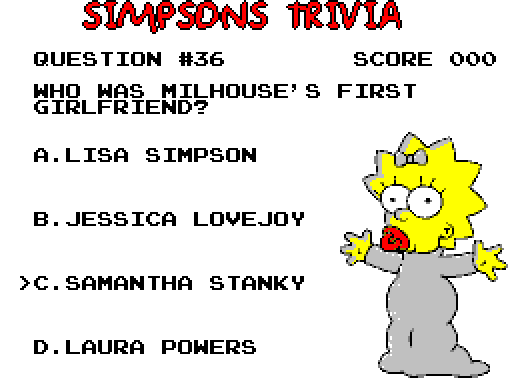 SIMPSONS TRIVIA
QUESTION #36 SCORE 000
WHO WAS MILHOUSE'S FIRST
GIRLFRIEND?
A.LISA SIMPSON
B.JESSICA LOVEJOY
>C.SAMANTHA STANKY
D.LAURA POWERS